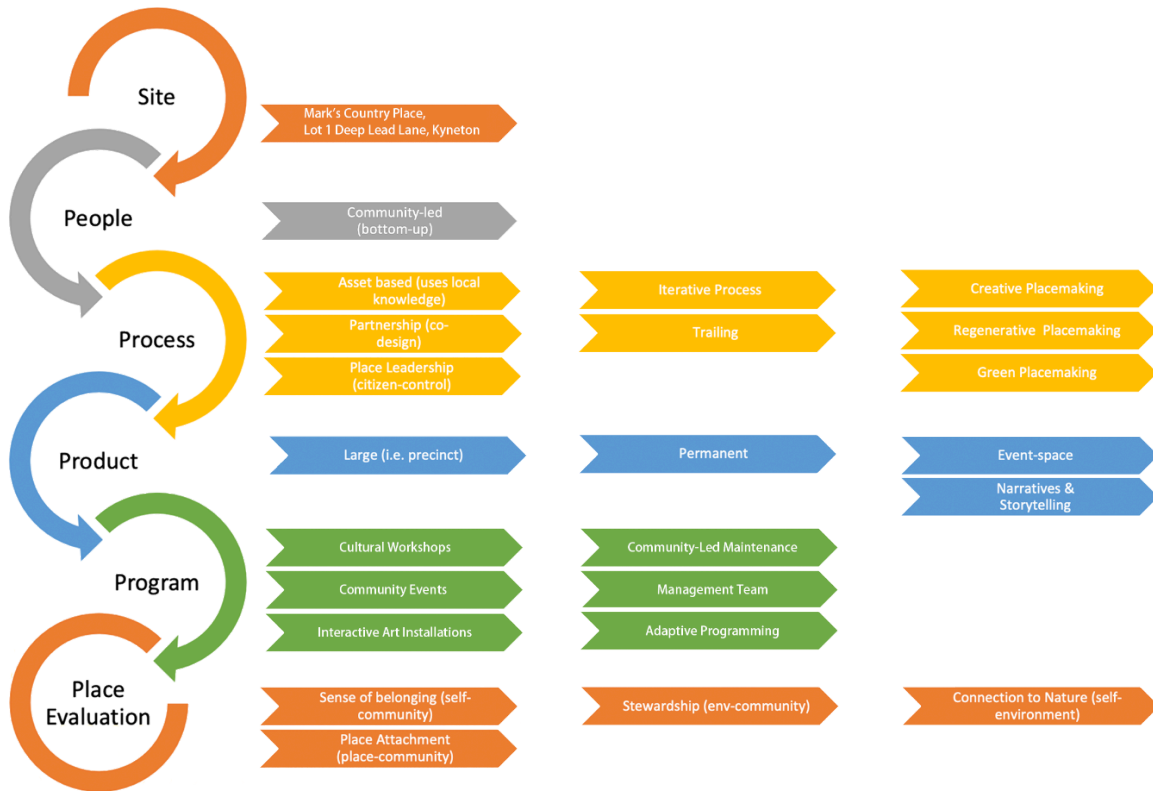 Site
Mark's Country Place,
Lot 1 Deep Lead Lane, Kyneton
People
Community-led
(bottom-up)
Process
Asset based (uses local
knowledge)
Iterative Process
Creative Placemaking
Partnership (co-
design)
Trailing
Regenerative Placemaking
Place Leadership
(citizen-control)
Green Placemaking
Product
Large (i.e. precinct)
Permanent
Event-space
Narratives &
Storytelling
Program
Cultural Workshops
Community-Led Maintenance
Community Events
Management Team
Interactive Art Installations
Adaptive Programming
Place
Evaluation
Sense of belonging (self-
community)
Stewardship (env-community)
Connection to Nature (self-
environment)
Place Attachment
(place-community)